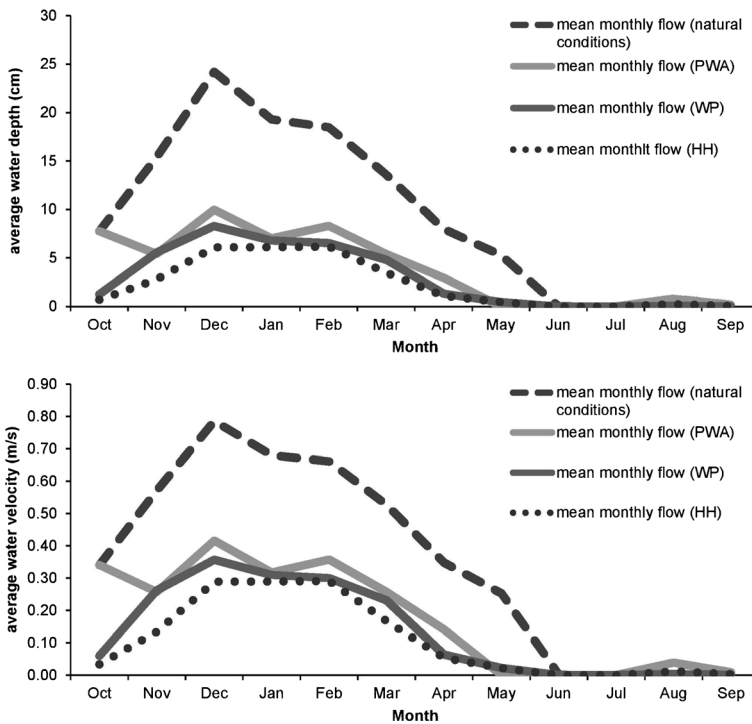 30
25
20
15
10
5
0
average water depth (cm)
mean monthly flow (natural
conditions)
mean monthly flow (PWA)
mean monthly flow (WP)
mean monthlt flow (HH)
Oct Nov Dec Jan Feb Mar Apr May Jun Jul Aug Sep
Month
0.90
0.80
0.70
0.60
0.50
0.40
0.30
0.20
0.10
0.00
average water velocity (m/s)
mean monthly flow (natural
conditions)
mean monthly flow (PWA)
mean monthly flow (WP)
mean monthly flow (HH)
Oct Nov Dec Jan Feb Mar Apr May Jun Jul Aug Sep
Month